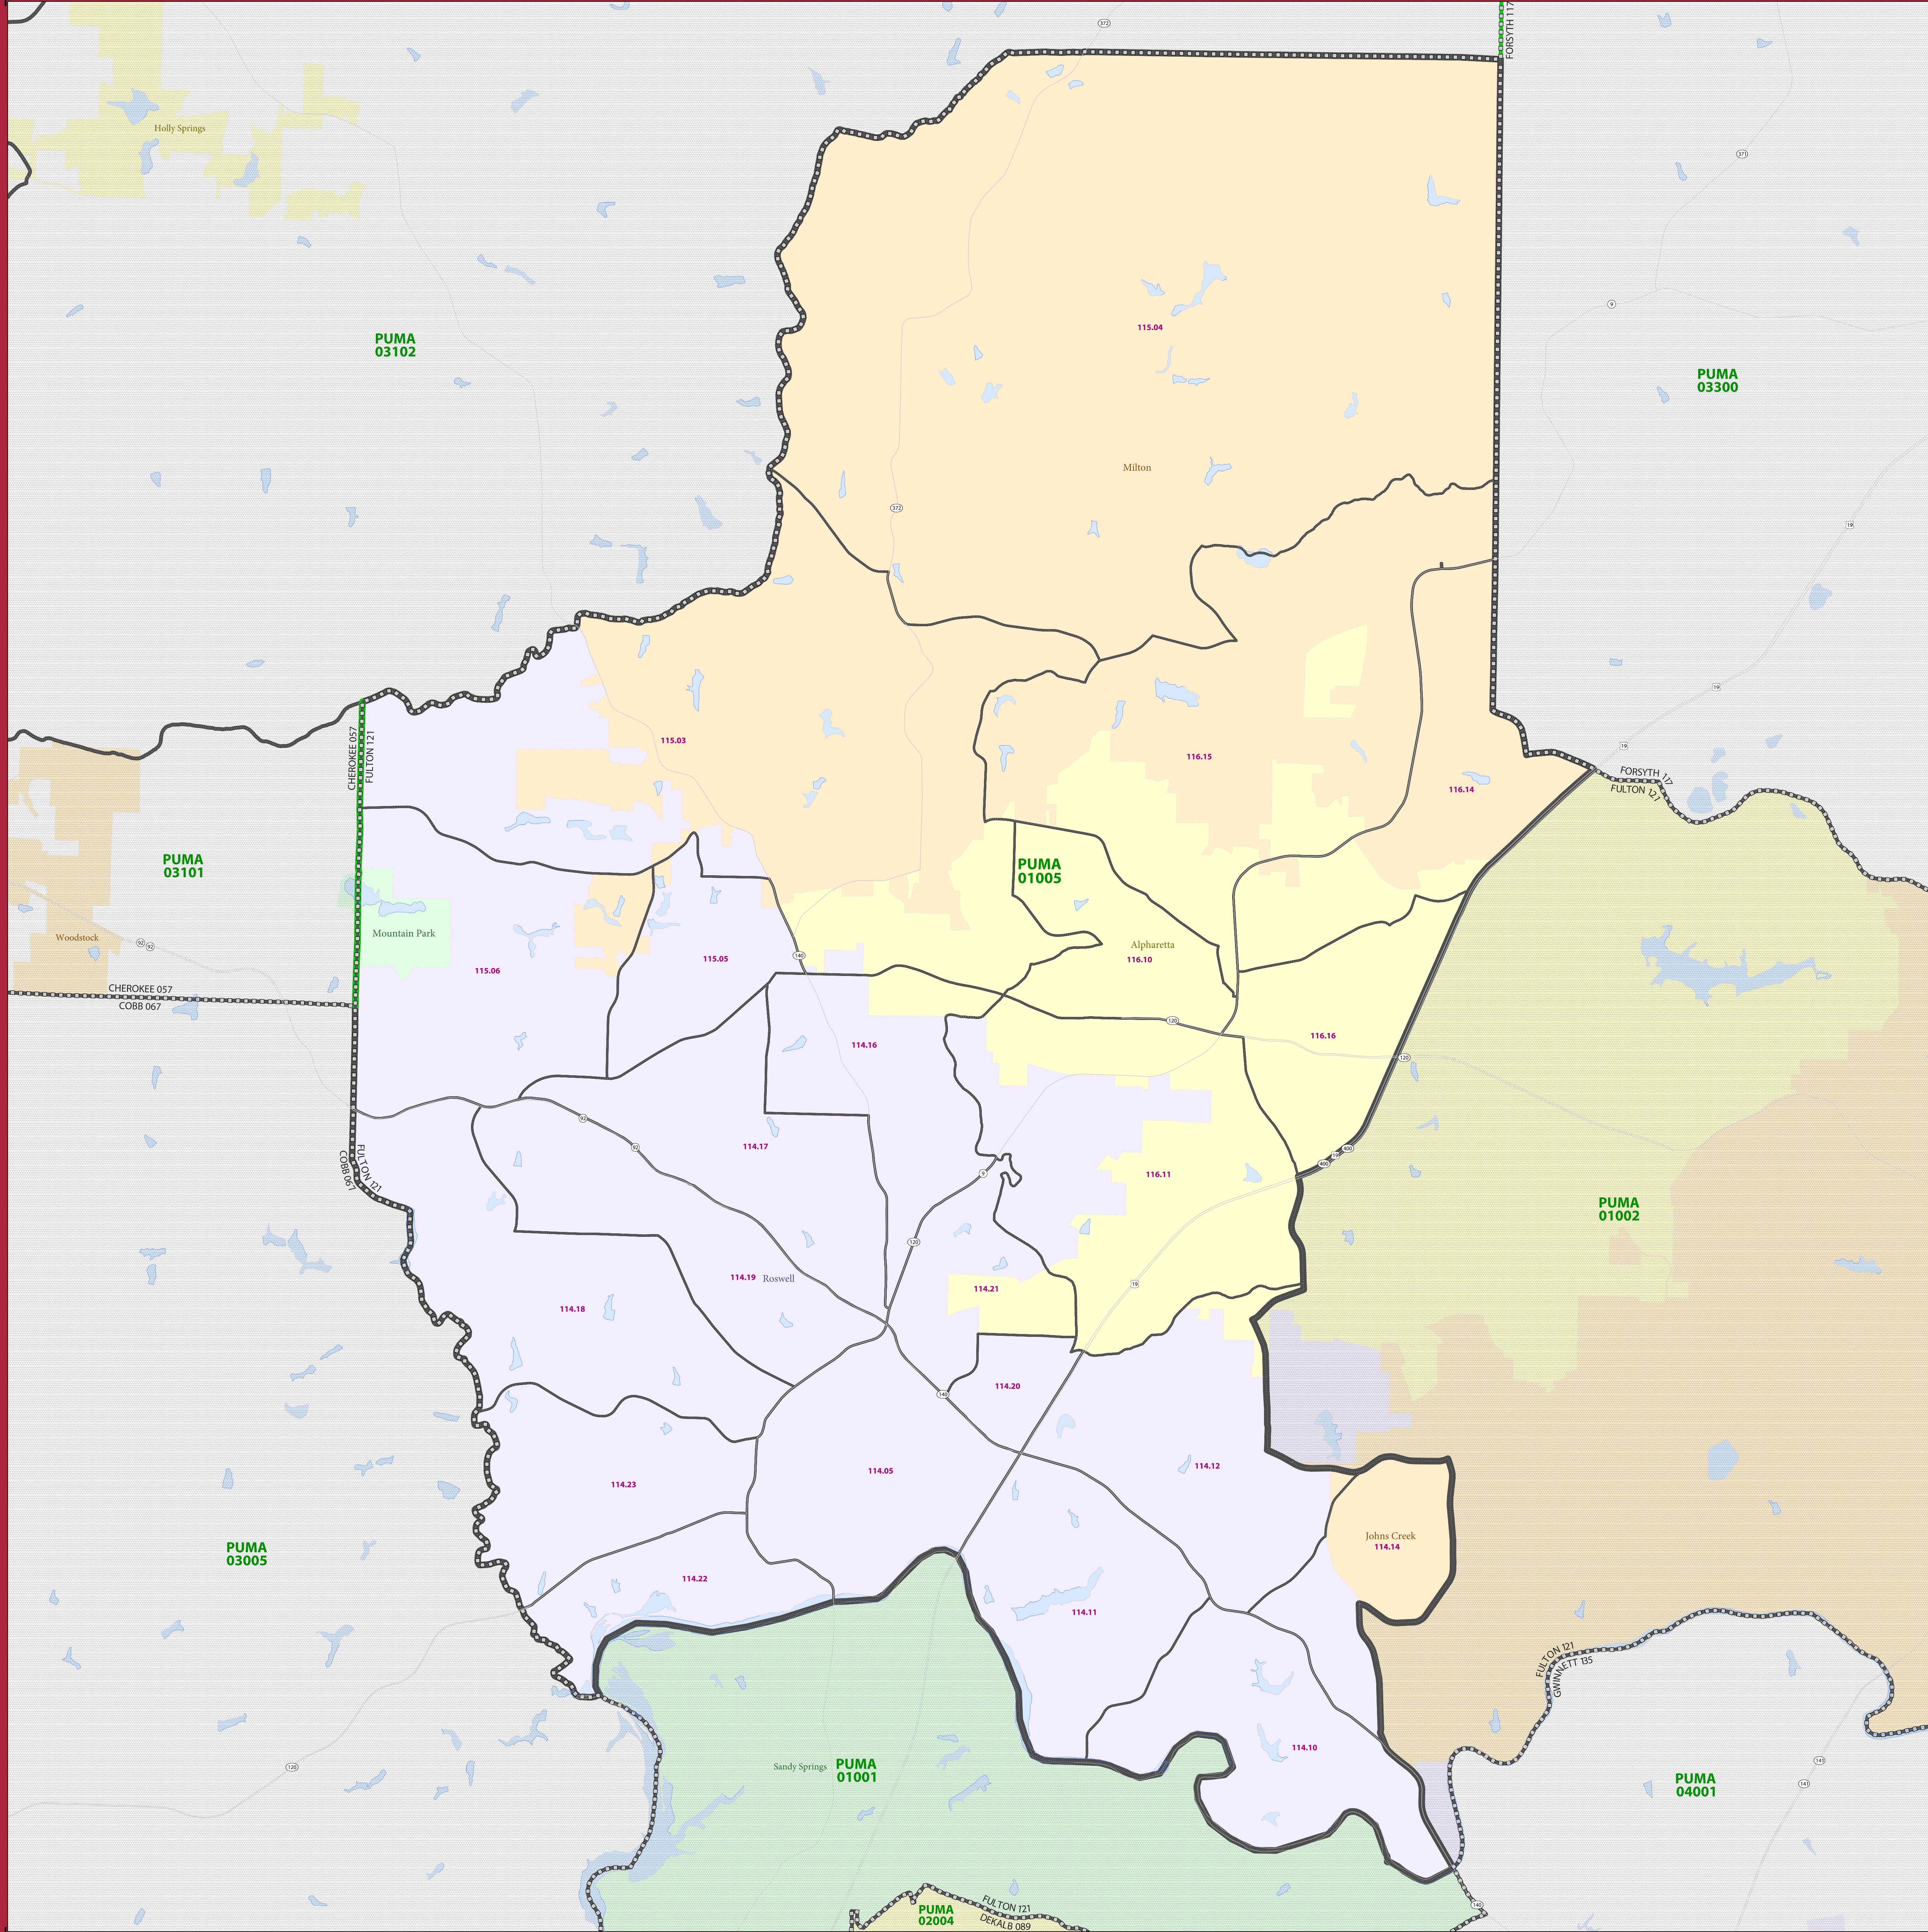 372
FORSYTH 117
Holly Springs
371
9
115.04
PUMA
03102
PUMA
03300
Milton
372
19
19
19
CHEROKEE 057
FULTON 121
115.03
116.15
116.14
FORSYTH 117
FULTON 121
PUMA
03101
PUMA
01005
Woodstock
92
92
Mountain Park
115.06
115.05
140
Alpharetta
116.10
CHEROKEE 057
COBB 067
120
116.16
114.16
120
92
92
114.17
400
19
400
COBB 067
FULTON 121
9
116.11
PUMA
01002
120
114.19
Roswell
114.21
19
114.18
114.20
140
114.05
114.12
114.23
Johns Creek
114.14
PUMA
03005
114.22
114.11
FULTON 121
GWINNETT 135
114.10
120
Sandy Springs
PUMA
01001
141
141
PUMA
04001
140
PUMA
02004
FULTON 121
DEKALB 089